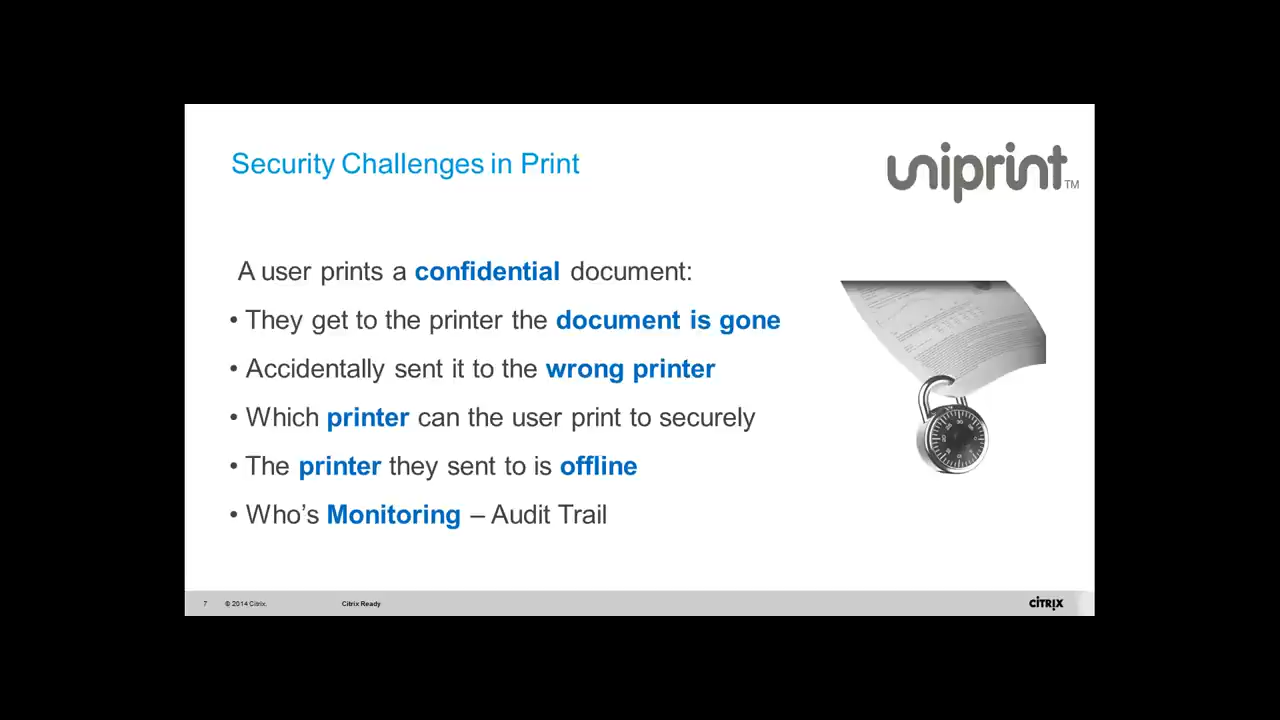 Security Challenges in Print
uniprint TM
A user prints a confidential document:
• They get to the printer the document is gone
• Accidentally sent it to the wrong printer
• Which printer can the user print to securely
• The printer they sent to is offline
• Who's Monitoring – Audit Trail
7 © 2014 Citrix. Citrix Ready CITRIX